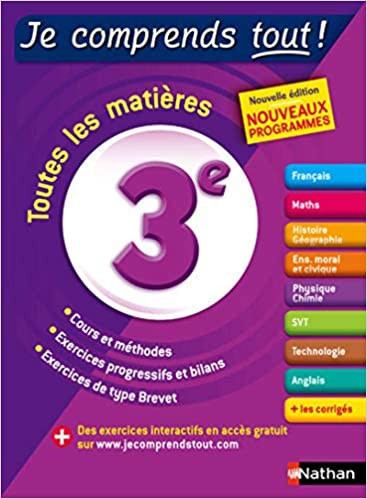 Je comprends tout !
Nouvelle édition
NOUVEAUX
PROGRAMMES
Toutes les matières
3e
Français
Maths
Histoire
Géographie
Ens. moral
et civique
Physique
Chimie
SVT
Technologie
Anglais
+ les corrigés
• Cours et méthodes
• Exercices progressifs et bilans
• Exercices de type Brevet
+ Des exercices interactifs en accès gratuit
sur www.jecomprendstout.com
Nathan